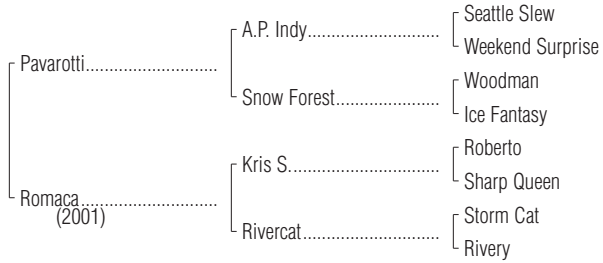 Seattle Slew
A.P. Indy
Weekend Surprise
Pavarotti
Woodman
Snow Forest
Ice Fantasy
Roberto
Kris S.
Sharp Queen
Romaca
(2001)
Storm Cat
Rivercat
Rivery